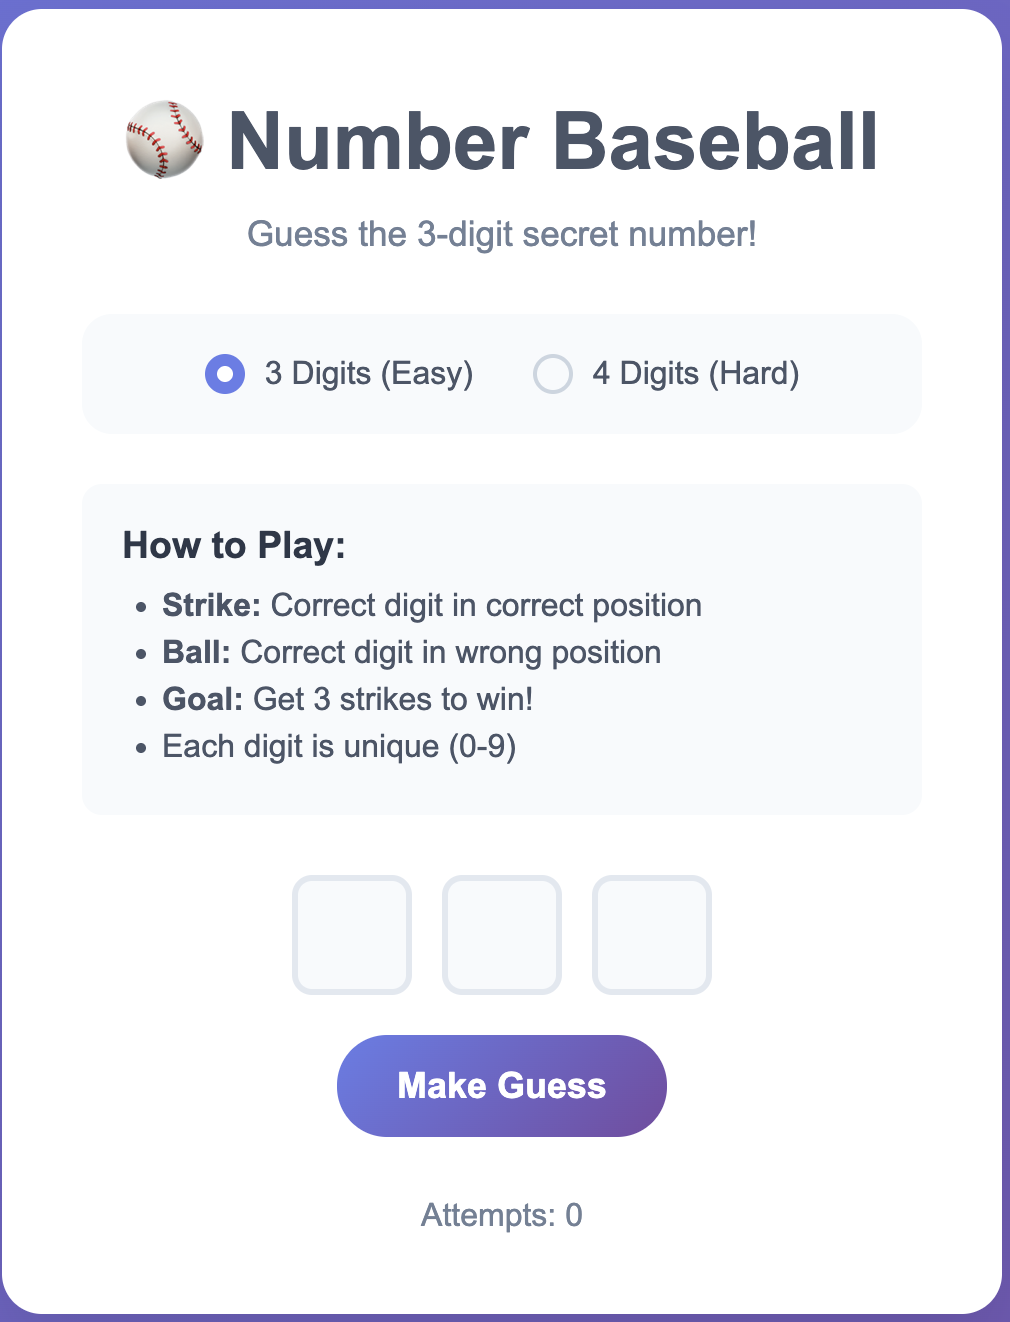 Number Baseball
Guess the 3-digit secret number!
3 Digits (Easy) 4 Digits (Hard)
How to Play:
• Strike: Correct digit in correct position
• Ball: Correct digit in wrong position
• Goal: Get 3 strikes to win!
• Each digit is unique (0-9)
Make Guess
Attempts: 0